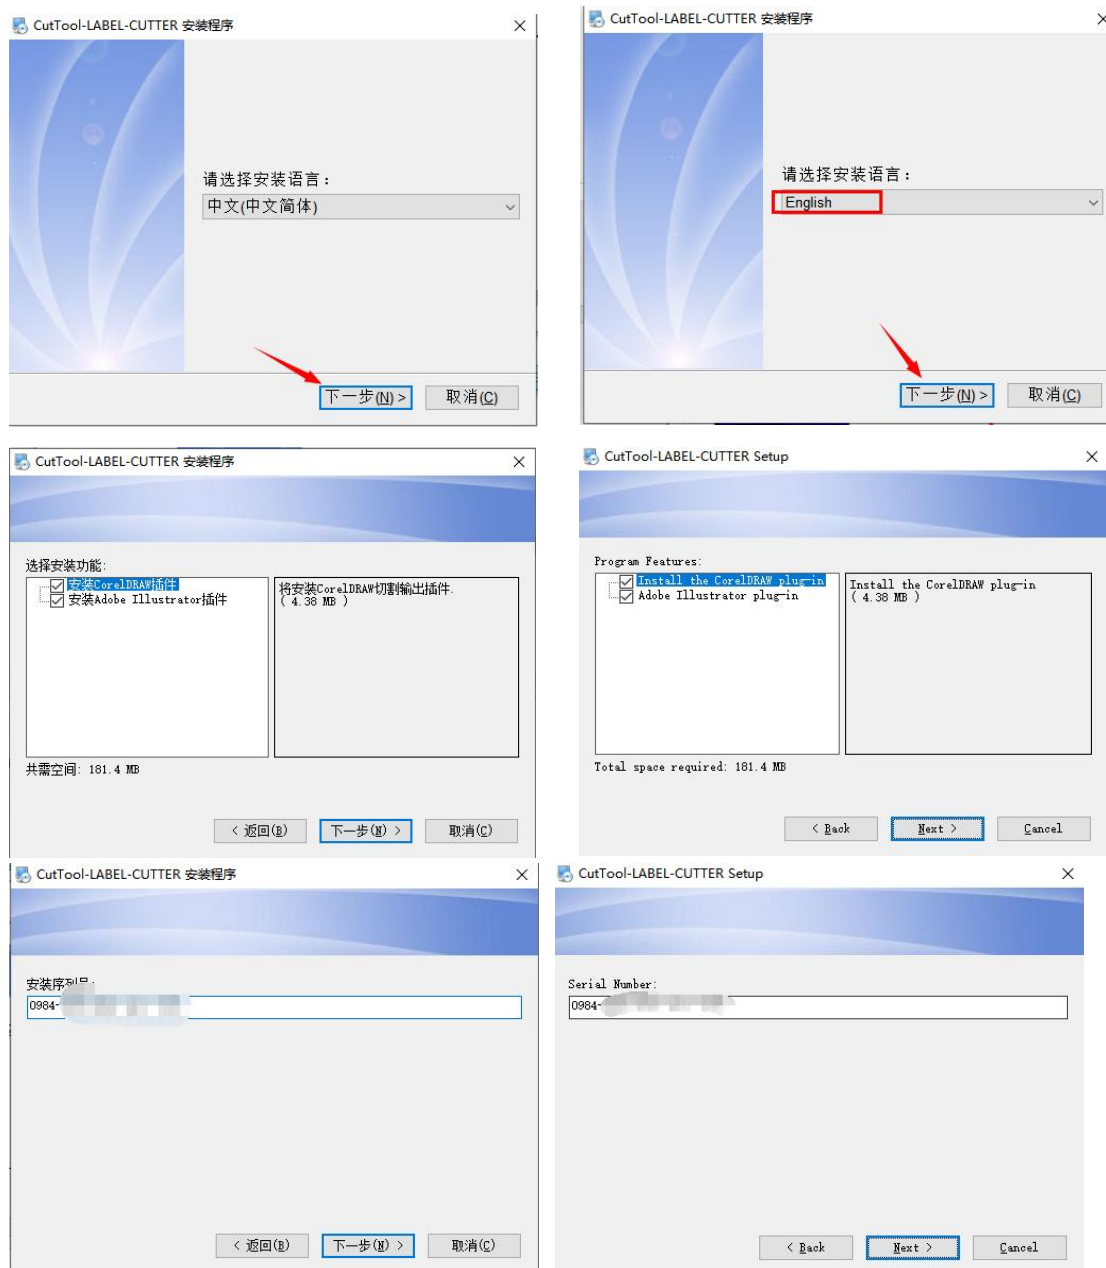 CutTool-LABEL-CUTTER 安装程序
请选择安装语言：
中文(中文简体)
下一步(N) >
取消(C)
CutTool-LABEL-CUTTER 安装程序
请选择安装语言：
English
下一步(N) >
取消(C)
CutTool-LABEL-CUTTER 安装程序
选择安装功能:
安装CorelDRAW插件
安装Adobe Illustrator插件
将安装CorelDRAW切割输出插件.
( 4.38 MB )
共需空间: 181.4 MB
< 返回(B)
下一步(N) >
取消(C)
CutTool-LABEL-CUTTER Setup
Program Features:
Install the CorelDRAW plug-in
Adobe Illustrator plug-in
Install the CorelDRAW plug-in
( 4.38 MB )
Total space required: 181.4 MB
< Back
Next >
Cancel
CutTool-LABEL-CUTTER 安装程序
安装序列号:
0984-
< 返回(B)
下一步(N) >
取消(C)
CutTool-LABEL-CUTTER Setup
Serial Number:
0984-
< Back
Next >
Cancel